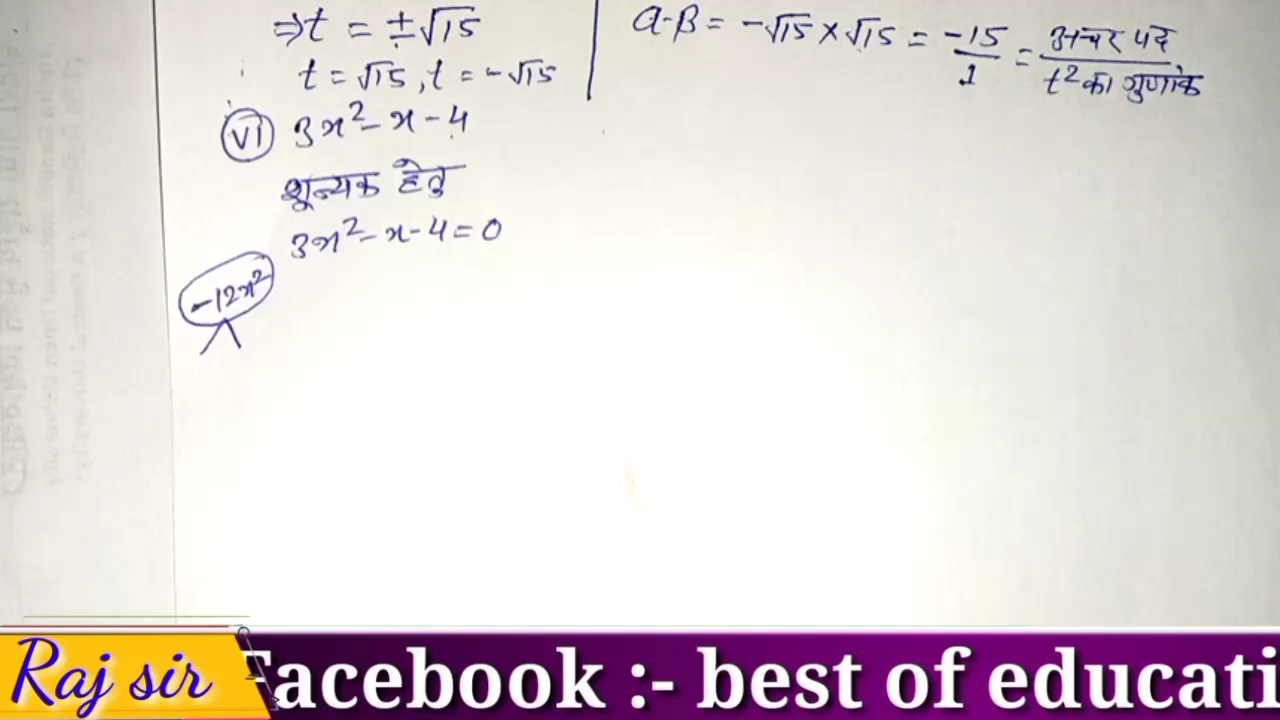 ⇒ t = ±√15
t = √15, t = -√15
α·β = -√15 × √15 = -15/1 = अचर पद / t² का गुणांक
(vi) 3x² - x - 4
शून्यक हेतु
3x² - x - 4 = 0
-12x²
Raj sir
Facebook :- best of educati